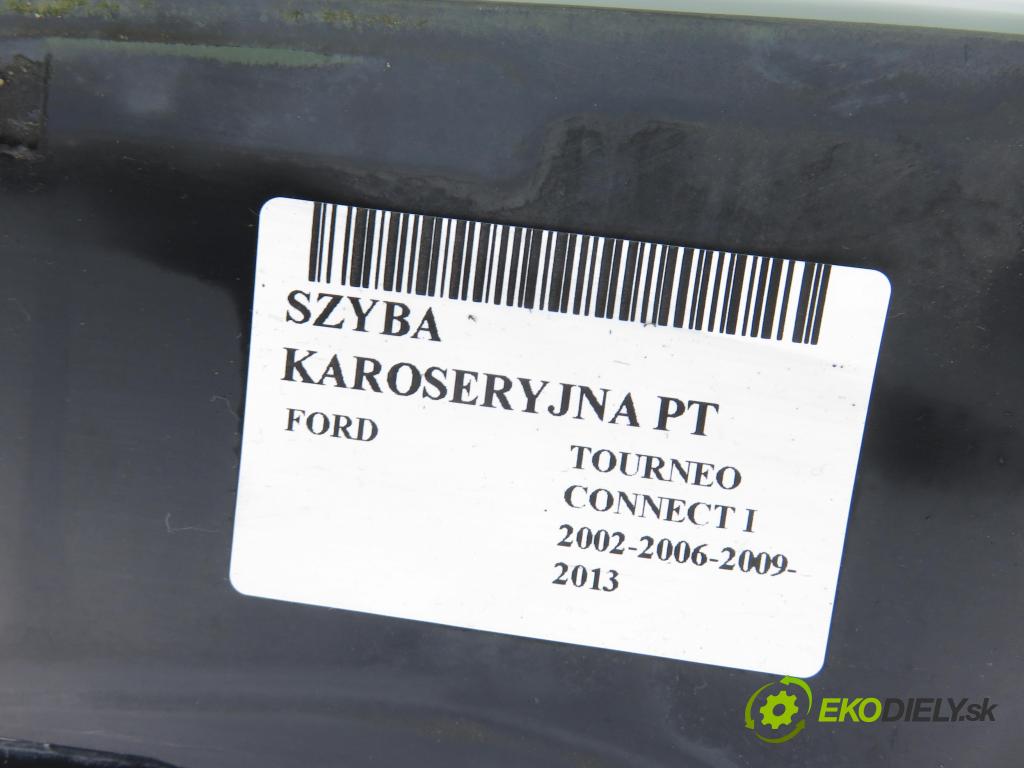 SZYBA
KAROSERYJNA PT
FORD
TOURNEO
CONNECT I
2002-2006-2009-
2013
EKODIELY.sk